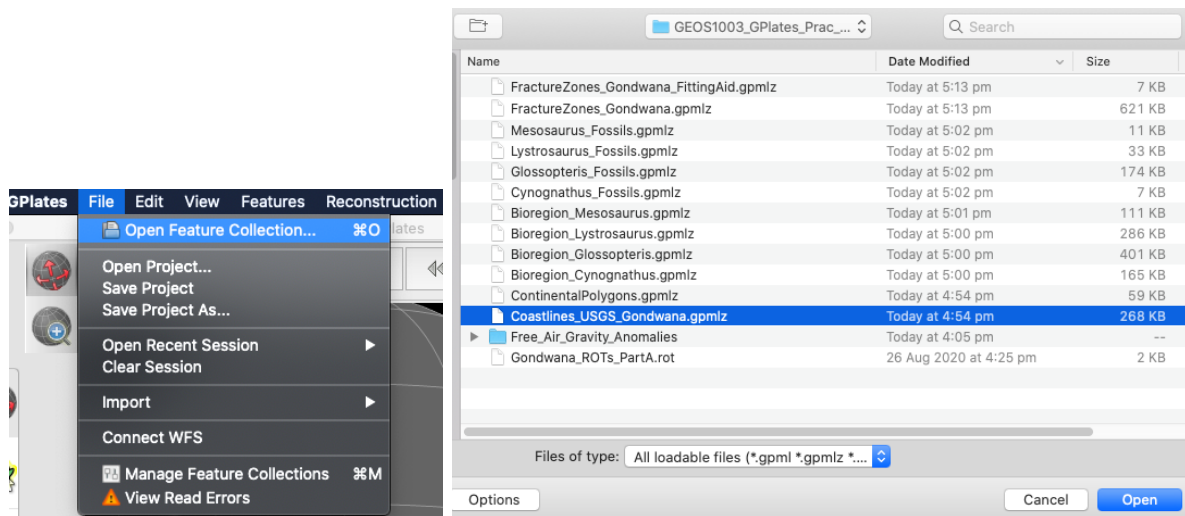 GPlates File Edit View Features Reconstruction
Open Feature Collection... ⌘O
lates
Open Project...
Save Project
Save Project As...
Open Recent Session
Clear Session
Import
Connect WFS
Manage Feature Collections ⌘M
View Read Errors
GEOS1003_GPlates_Prac_... Search
Name Date Modified Size
FractureZones_Gondwana_FittingAid.gpmlz Today at 5:13 pm 7 KB
FractureZones_Gondwana.gpmlz Today at 5:13 pm 621 KB
Mesosaurus_Fossils.gpmlz Today at 5:02 pm 11 KB
Lystrosaurus_Fossils.gpmlz Today at 5:02 pm 33 KB
Glossopteris_Fossils.gpmlz Today at 5:02 pm 174 KB
Cynognathus_Fossils.gpmlz Today at 5:02 pm 7 KB
Bioregion_Mesosaurus.gpmlz Today at 5:01 pm 111 KB
Bioregion_Lystrosaurus.gpmlz Today at 5:00 pm 286 KB
Bioregion_Glossopteris.gpmlz Today at 5:00 pm 401 KB
Bioregion_Cynognathus.gpmlz Today at 5:00 pm 165 KB
ContinentalPolygons.gpmlz Today at 4:54 pm 59 KB
Coastlines_USGS_Gondwana.gpmlz Today at 4:54 pm 268 KB
Free_Air_Gravity_Anomalies Today at 4:05 pm --
Gondwana_ROTs_PartA.rot 26 Aug 2020 at 4:25 pm 2 KB
Files of type: All loadable files (*.gpml *.gpmlz *....
Options Cancel Open